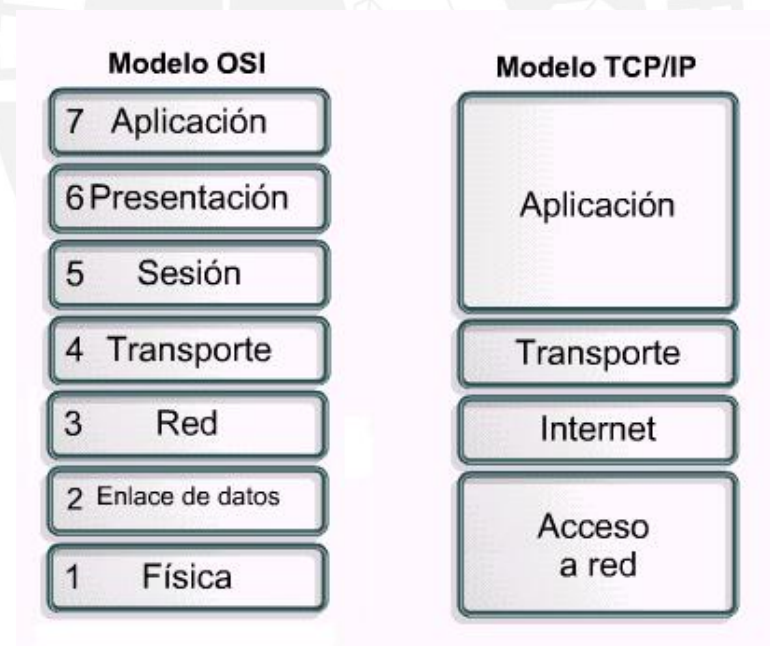 Modelo OSI
7 Aplicación
6 Presentación
5 Sesión
4 Transporte
3 Red
2 Enlace de datos
1 Física
Modelo TCP/IP
Aplicación
Transporte
Internet
Acceso
a red